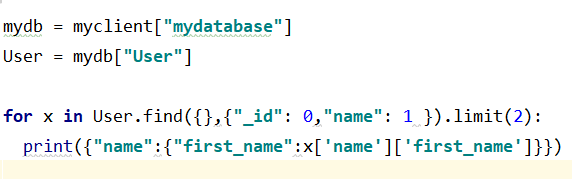 mydb = myclient["mydatabase"]
User = mydb["User"]
for x in User.find({},{"_id": 0,"name": 1 }).limit(2):
print({"name":{"first_name":x['name']['first_name']}})